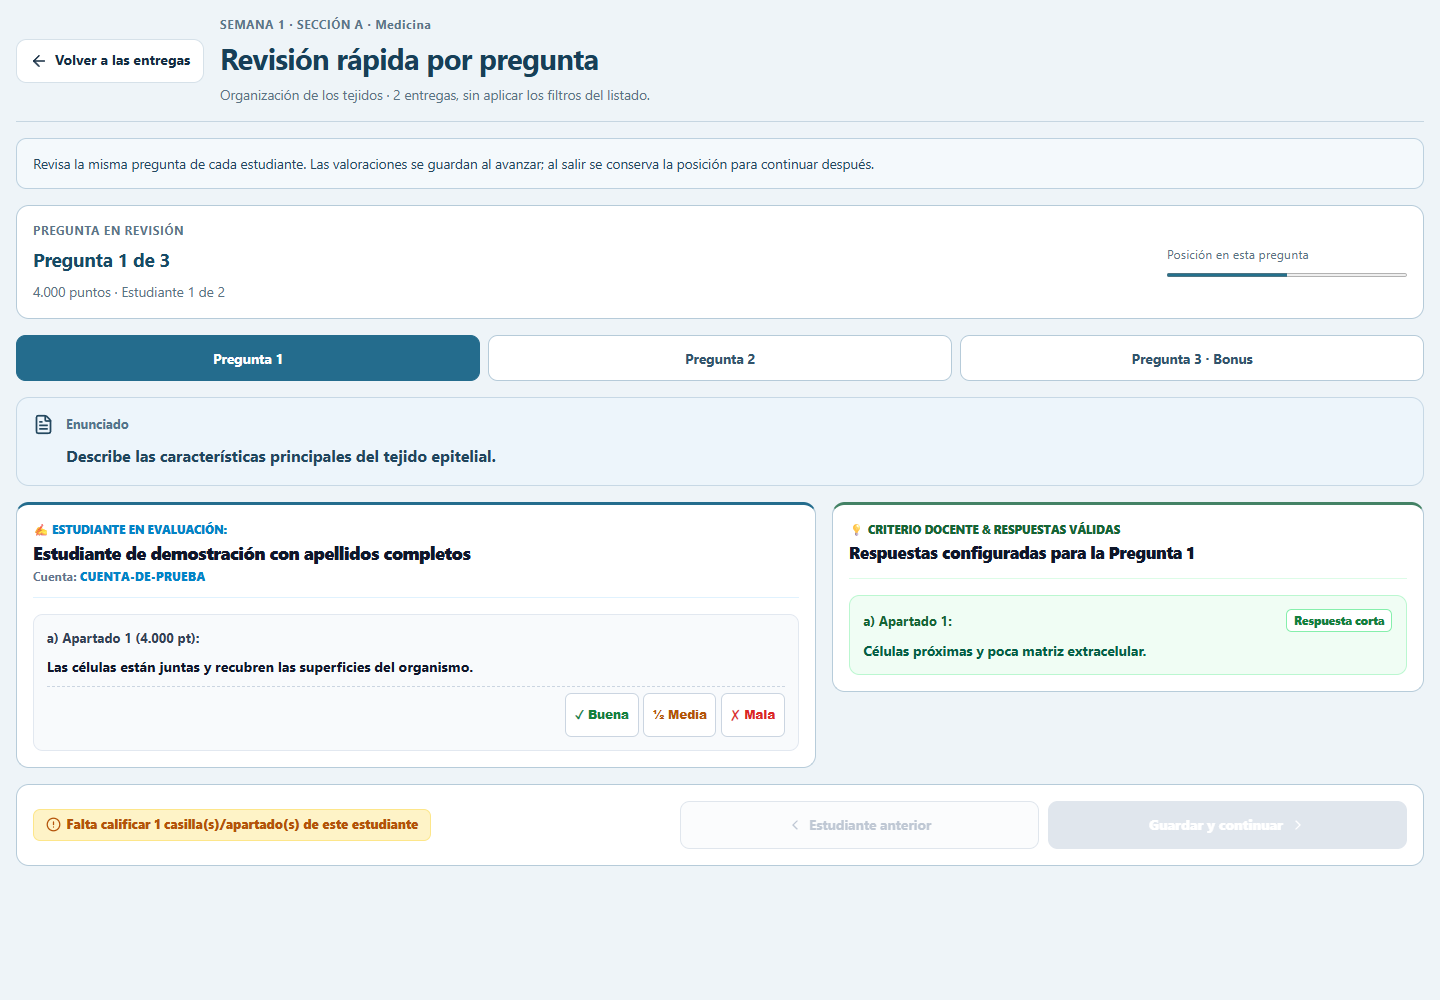 SEMANA 1 · SECCIÓN A · Medicina
Volver a las entregas
Revisión rápida por pregunta
Organización de los tejidos · 2 entregas, sin aplicar los filtros del listado.
Revisa la misma pregunta de cada estudiante. Las valoraciones se guardan al avanzar; al salir se conserva la posición para continuar después.
PREGUNTA EN REVISIÓN
Pregunta 1 de 3
4.000 puntos · Estudiante 1 de 2
Posición en esta pregunta
Pregunta 1
Pregunta 2
Pregunta 3 · Bonus
Enunciado
Describe las características principales del tejido epitelial.
✍️ ESTUDIANTE EN EVALUACIÓN:
Estudiante de demostración con apellidos completos
Cuenta: CUENTA-DE-PRUEBA
a) Apartado 1 (4.000 pt):
Las células están juntas y recubren las superficies del organismo.
✓ Buena
½ Media
✗ Mala
💡 CRITERIO DOCENTE & RESPUESTAS VÁLIDAS
Respuestas configuradas para la Pregunta 1
a) Apartado 1:
Respuesta corta
Células próximas y poca matriz extracelular.
Falta calificar 1 casilla(s)/apartado(s) de este estudiante
Estudiante anterior
Guardar y continuar